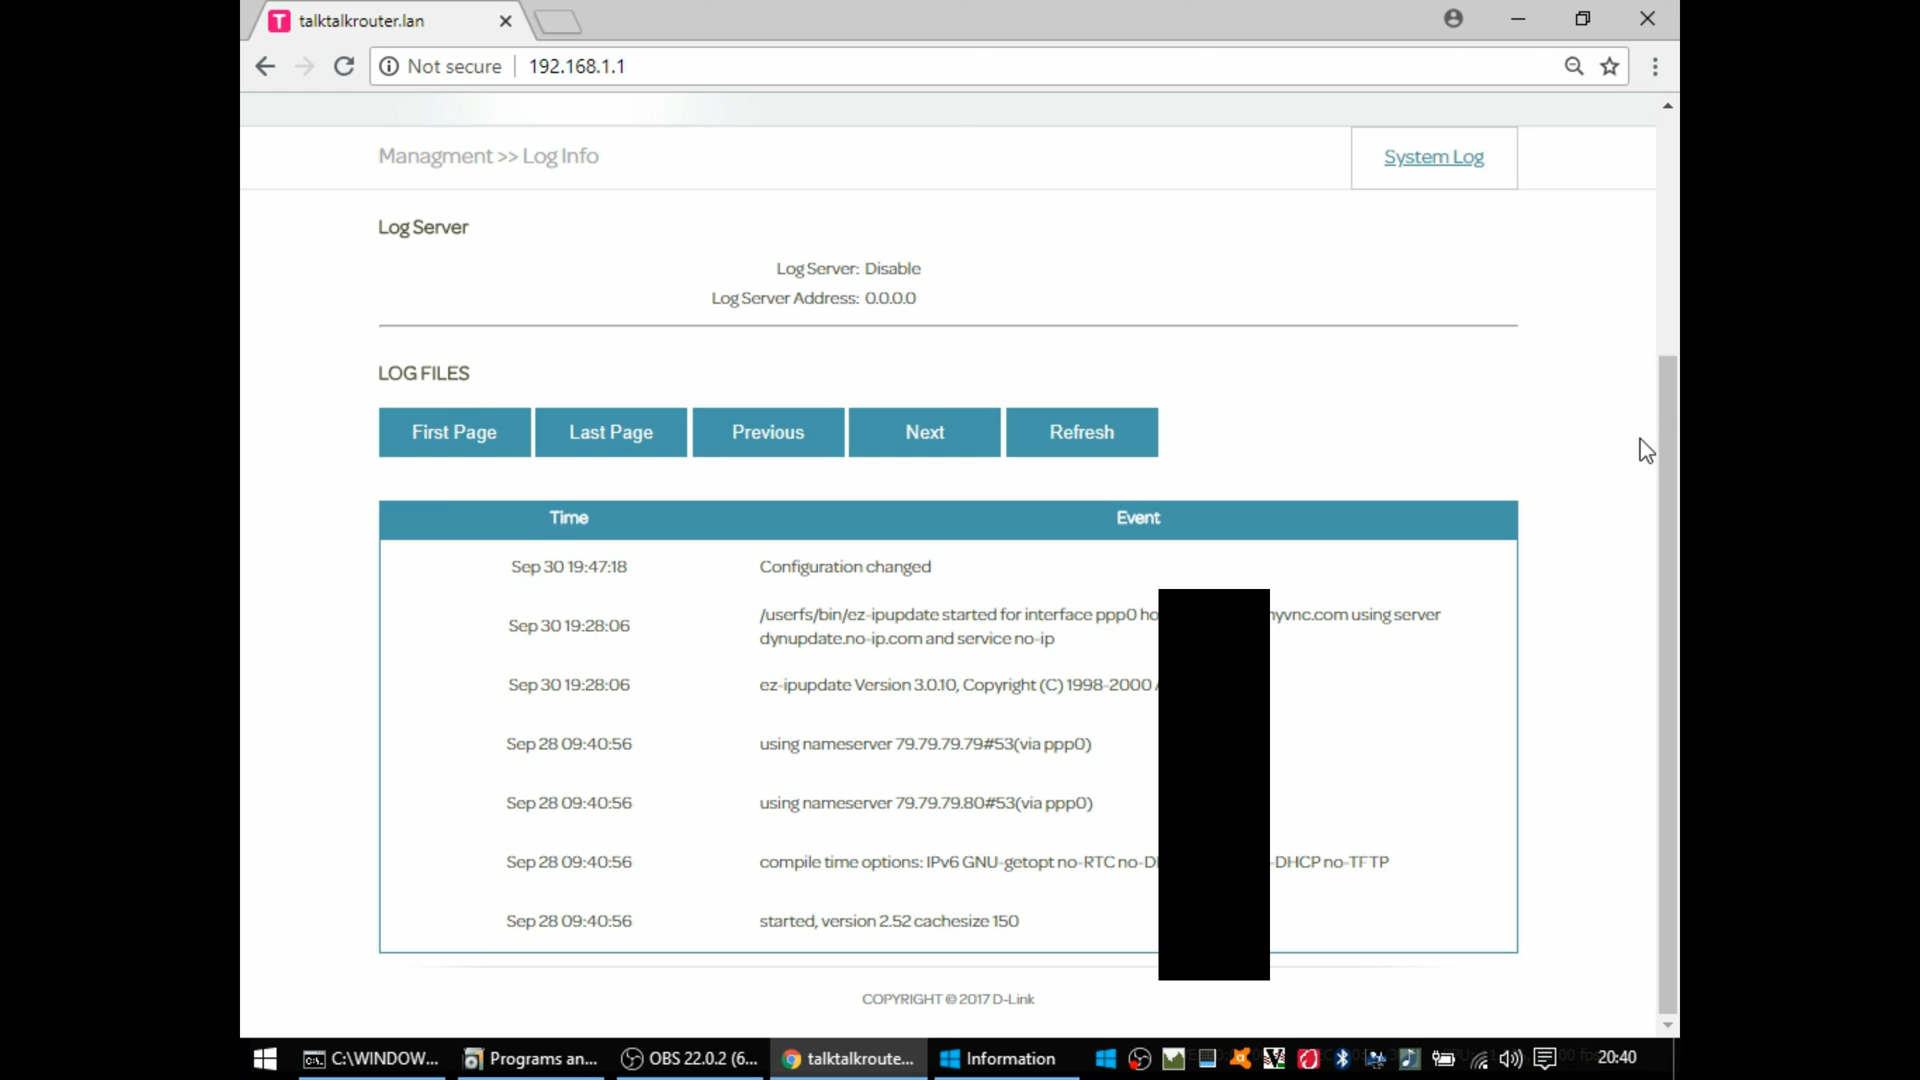 talktalkrouter.lan
Not secure 192.168.1.1
Managment >> Log Info
System Log
Log Server
Log Server: Disable
Log Server Address: 0.0.0.0
LOG FILES
First Page Last Page Previous Next Refresh
Time Event
Sep 30 19:47:18 Configuration changed
/userfs/bin/ez-ipupdate started for interface ppp0 ho nyvnc.com using server
Sep 30 19:28:06
dynupdate.no-ip.com and service no-ip
Sep 30 19:28:06 ez-ipupdate Version 3.0.10, Copyright (C) 1998-2000
Sep 28 09:40:56 using nameserver 79.79.79.79#53(via ppp0)
Sep 28 09:40:56 using nameserver 79.79.79.80#53(via ppp0)
Sep 28 09:40:56 compile time options: IPv6 GNU-getopt no-RTC no-D -DHCP no-TFTP
Sep 28 09:40:56 started, version 2.52 cachesize 150
COPYRIGHT © 2017 D-Link
C:\WINDOW... Programs an... OBS 22.0.2 (6... talktalkroute... Information 20:40